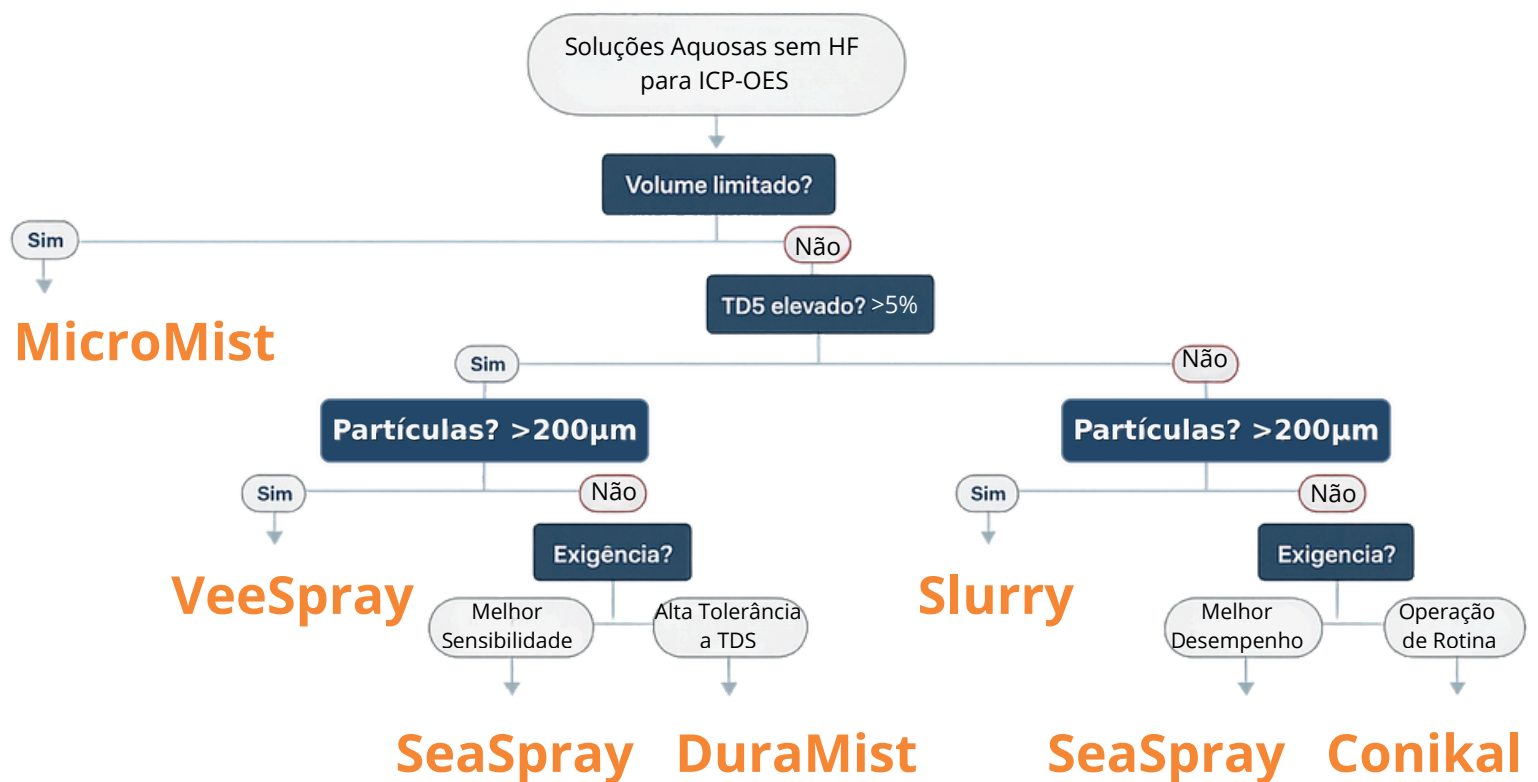 Soluções Aquosas sem HF
para ICP-OES
Volume limitado?
Sim
Não
MicroMist
TD5 elevado? >5%
Sim
Não
Partículas? >200μm
Partículas? >200μm
Sim
Não
Sim
Não
VeeSpray
Exigência?
Slurry
Exigencia?
Melhor
Sensibilidade
Alta Tolerância
a TDS
Melhor
Desempenho
Operação
de Rotina
SeaSpray
DuraMist
SeaSpray
Conikal